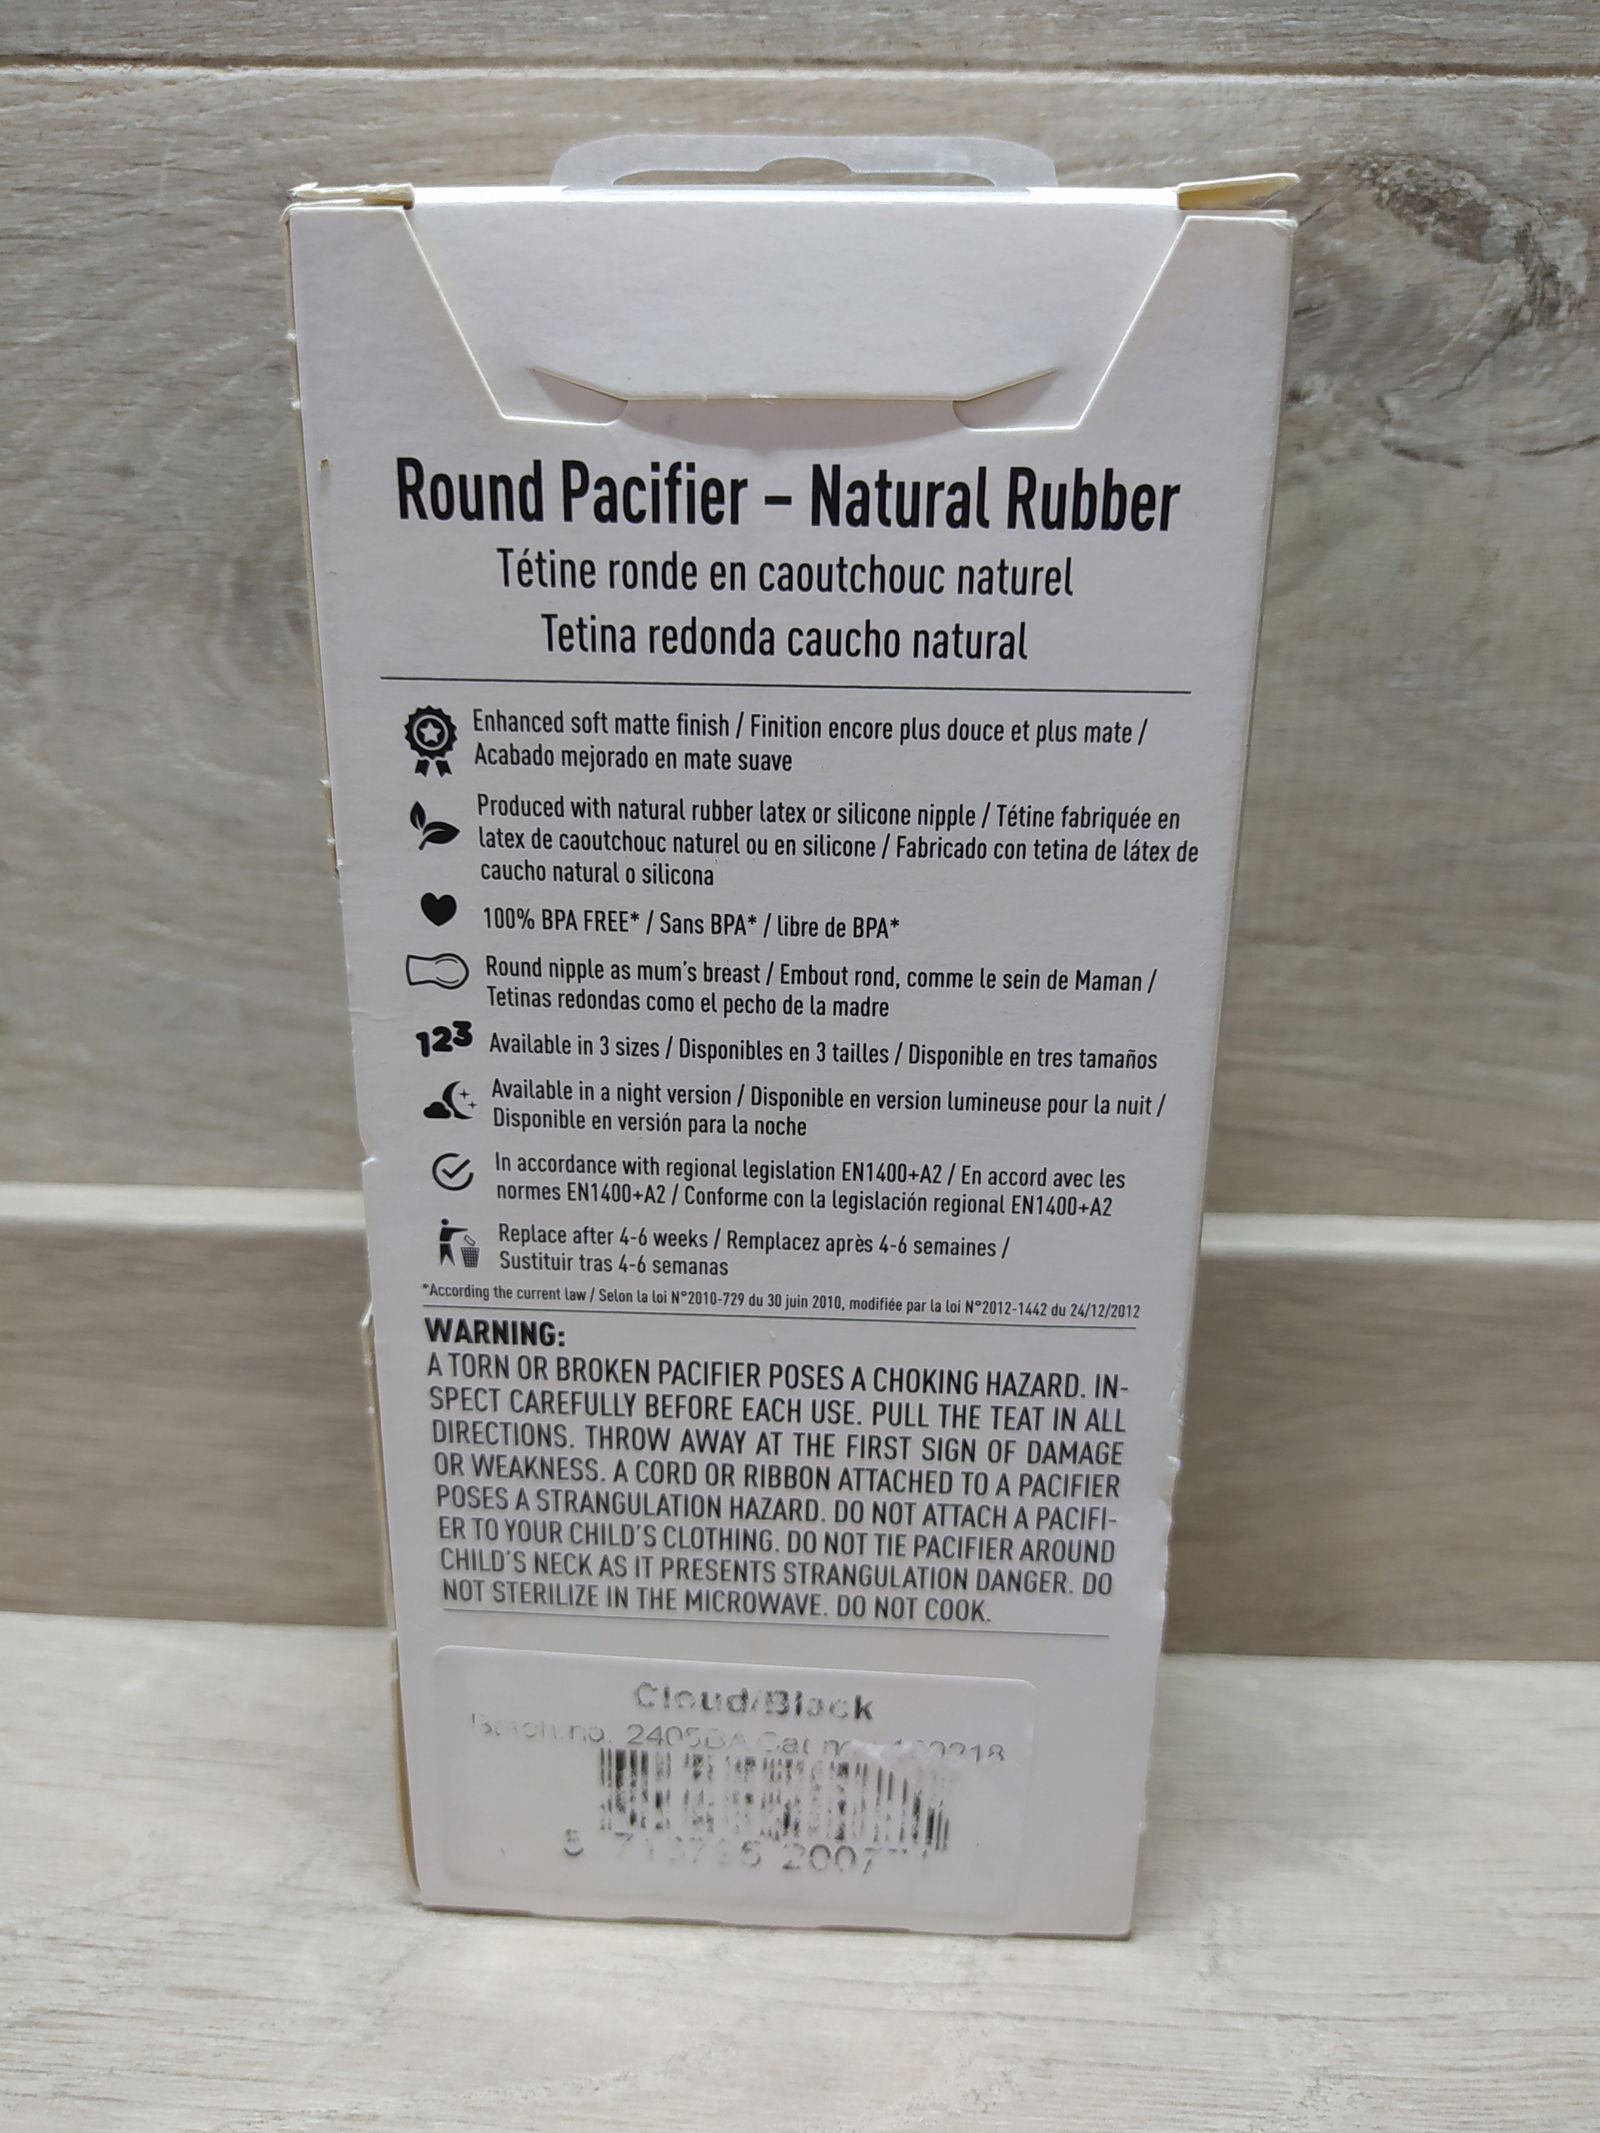 Round Pacifier – Natural Rubber
Tétine ronde en caoutchouc naturel
Tetina redonda caucho natural
Enhanced soft matte finish / Finition encore plus douce et plus mate /
Acabado mejorado en mate suave
Produced with natural rubber latex or silicone nipple / Tétine fabriquée en
latex de caoutchouc naturel ou en silicone / Fabricado con tetina de látex de
caucho natural o silicona
100% BPA FREE* / Sans BPA* / libre de BPA*
Round nipple as mum's breast / Embout rond, comme le sein de Maman /
Tetinas redondas como el pecho de la madre
123 Available in 3 sizes / Disponibles en 3 tailles / Disponible en tres tamaños
Available in a night version / Disponible en version lumineuse pour la nuit /
Disponible en versión para la noche
In accordance with regional legislation EN1400+A2 / En accord avec les
normes EN1400+A2 / Conforme con la legislación regional EN1400+A2
Replace after 4-6 weeks / Remplacez après 4-6 semaines /
Sustituir tras 4-6 semanas
*According the current law / Selon la loi N°2010-729 du 30 juin 2010, modifiée par la loi N°2012-1442 du 24/12/2012
WARNING:
A TORN OR BROKEN PACIFIER POSES A CHOKING HAZARD. IN-
SPECT CAREFULLY BEFORE EACH USE. PULL THE TEAT IN ALL
DIRECTIONS. THROW AWAY AT THE FIRST SIGN OF DAMAGE
OR WEAKNESS. A CORD OR RIBBON ATTACHED TO A PACIFIER
POSES A STRANGULATION HAZARD. DO NOT ATTACH A PACIFI-
ER TO YOUR CHILD'S CLOTHING. DO NOT TIE PACIFIER AROUND
CHILD'S NECK AS IT PRESENTS STRANGULATION DANGER. DO
NOT STERILIZE IN THE MICROWAVE. DO NOT COOK.
Cloud/Black
Batch.no. 2405BA Cat no.
5